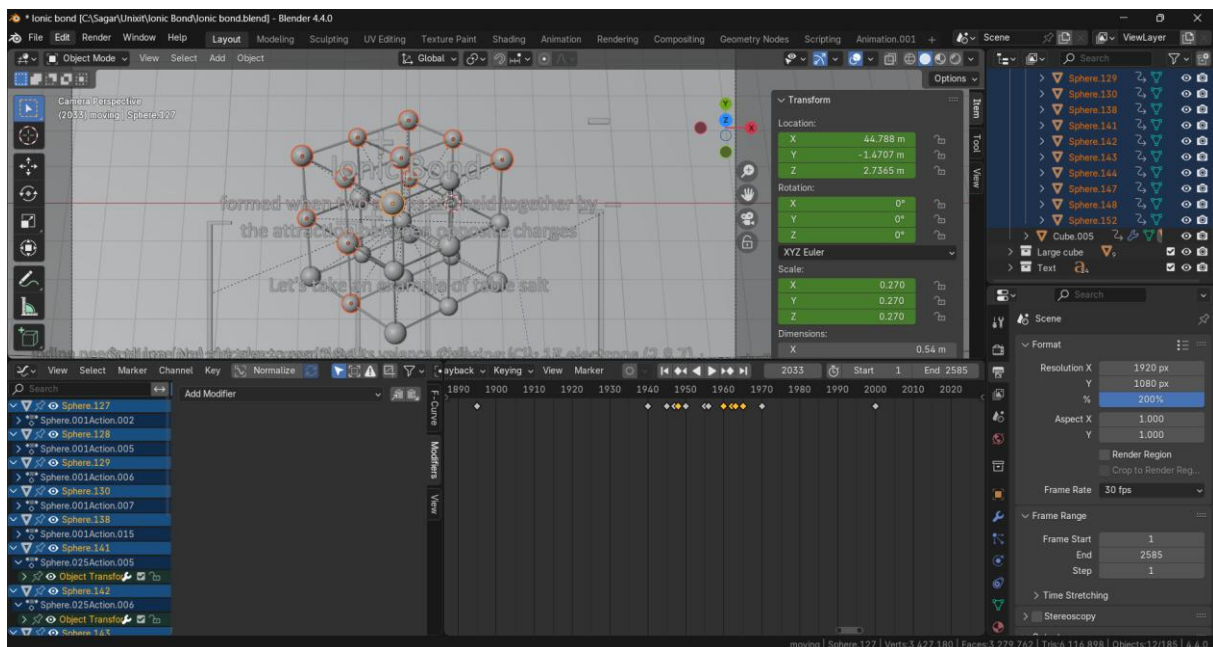 * Ionic bond [C:\Sagar\Unixit\Ionic Bond\Ionic bond.blend] - Blender 4.4.0
File Edit Render Window Help Layout Modeling Sculpting UV Editing Texture Paint Shading Animation Rendering Compositing Geometry Nodes Scripting Animation.001 + Scene ViewLayer
Object Mode View Select Add Object Global Search
Options
Camera Perspective
(2033) moving | Sphere.127
Y
Z
X
Ionic Bond
formed when two
together by
the attraction between opposite charges
Let's take an example of table salt
Transform
Location:
X 44.788 m
Y -1.4707 m
Z 2.7365 m
Rotation:
X 0°
Y 0°
Z 0°
XYZ Euler
Scale:
X 0.270
Y 0.270
Z 0.270
Dimensions:
X 0.54 m
Item
Tool
View
Sphere.129
Sphere.130
Sphere.138
Sphere.141
Sphere.142
Sphere.143
Sphere.144
Sphere.147
Sphere.148
Sphere.152
Cube.005
Large cube
Text
Search
Scene
Format
Resolution X 1920 px
Y 1080 px
% 200%
Aspect X 1.000
Y 1.000
Render Region
Crop to Render Reg...
Frame Rate 30 fps
Frame Range
Frame Start 1
End 2585
Step 1
Time Stretching
Stereoscopy
View Select Marker Channel Key Normalize
ayback Keying View Marker 2033 Start 1 End 2585
Search
Add Modifier
1890 1900 1910 1920 1930 1940 1950 1960 1970 1980 1990 2000 2010 2020
F-Curve
Modifiers
View
Sphere.127
Sphere.001Action.002
Sphere.128
Sphere.001Action.005
Sphere.129
Sphere.001Action.006
Sphere.130
Sphere.001Action.007
Sphere.138
Sphere.001Action.015
Sphere.141
Sphere.025Action.005
Object Transfo
Sphere.142
Sphere.025Action.006
Object Transfo
Sphere.143
moving | Sphere.127 | Verts:3,427,180 | Faces:3,279,762 | Tris:6,116,898 | Objects:12/185 | 4.4.0